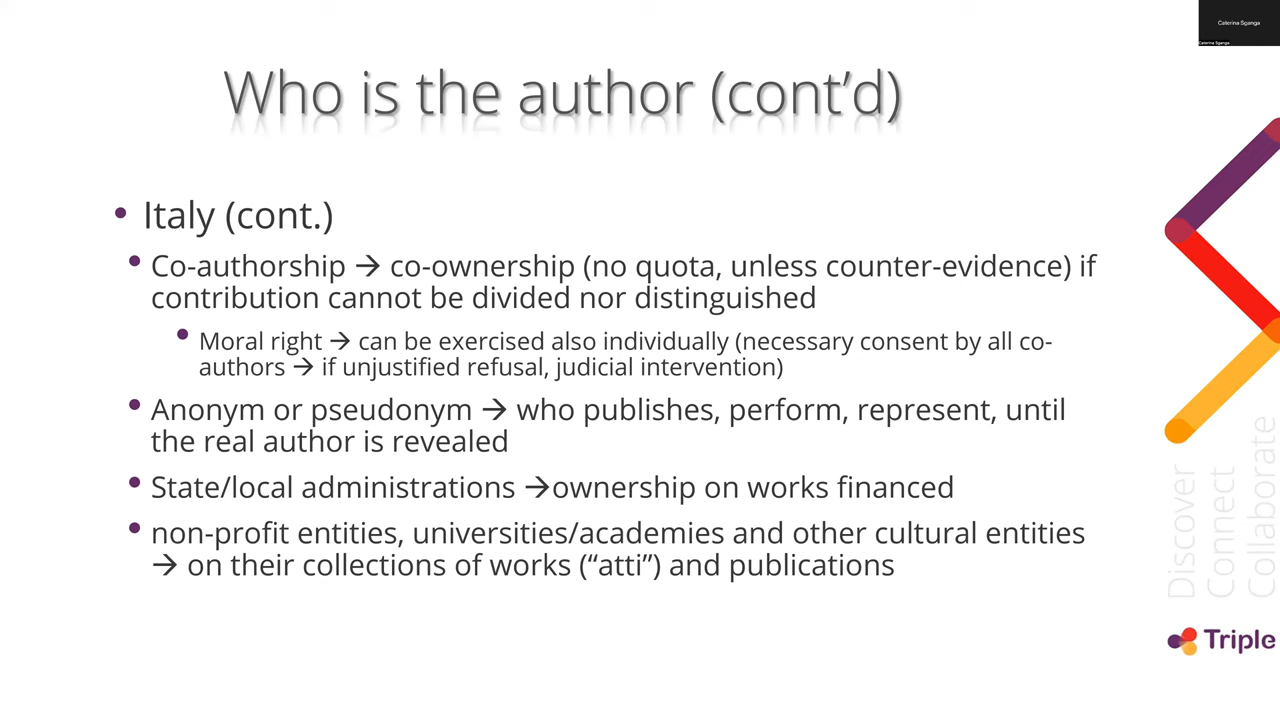 Caterina Sganga
Caterina Sganga
Who is the author (cont’d)
• Italy (cont.)
• Co-authorship → co-ownership (no quota, unless counter-evidence) if
contribution cannot be divided nor distinguished
• Moral right → can be exercised also individually (necessary consent by all co-
authors → if unjustified refusal, judicial intervention)
• Anonym or pseudonym → who publishes, perform, represent, until
the real author is revealed
• State/local administrations →ownership on works financed
• non-profit entities, universities/academies and other cultural entities
→ on their collections of works (“atti”) and publications
Discover
Connect
Collaborate
Triple